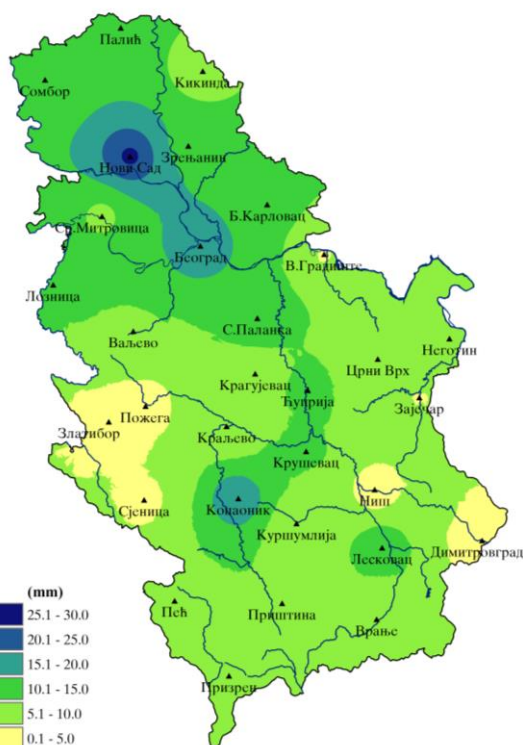 Палић
Кикинда
Сомбор
Зрењанин
Нови Сад
Б.Карловац
Ср.Митровица
Београд
В.Градиште
Лозница
С.Паланка
Ваљево
Неготин
Црни Врх
Крагујевац
Ћуприја
Зајечар
Пожега
Златибор
Краљево
Крушевац
Копаоник
Ниш
Сјеница
Куршумлија
Димитровград
Лесковац
(mm)
25.1 - 30.0
20.1 - 25.0
15.1 - 20.0
10.1 - 15.0
5.1 - 10.0
0.1 - 5.0
Пећ
Приштина
Врање
Призрен